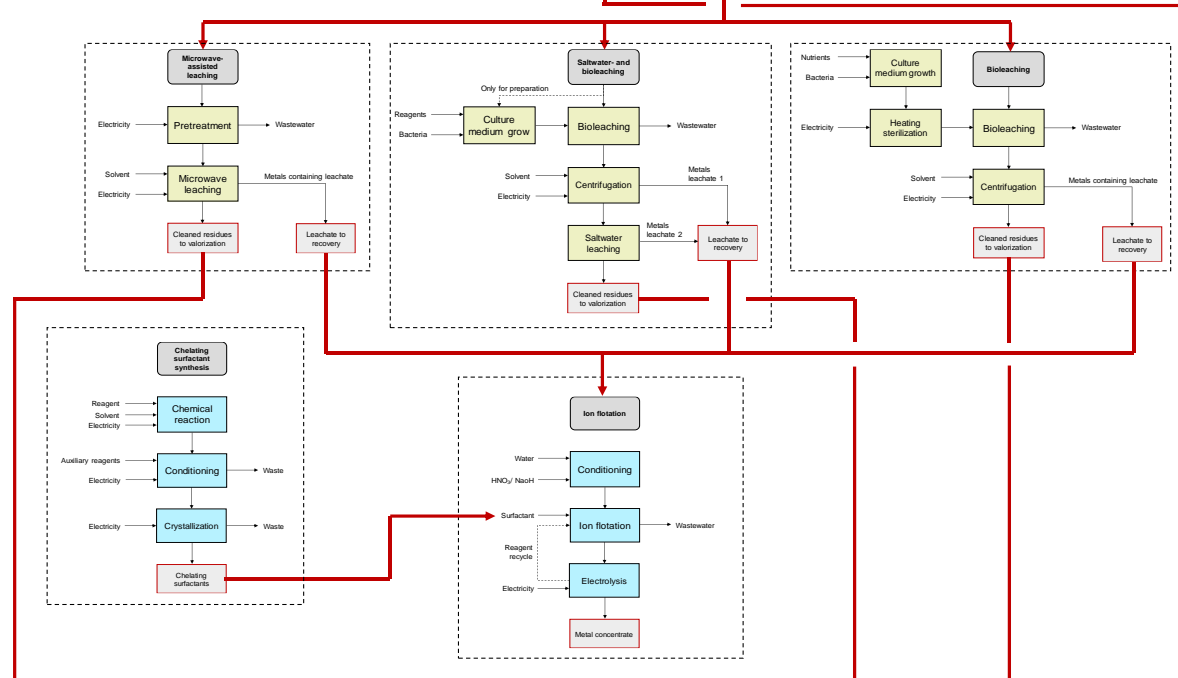 Microwave-
assisted
leaching
Electricity
Pretreatment
Wastewater
Solvent
Electricity
Microwave
leaching
Metals containing leachate
Cleaned residues
to valorization
Leachate to
recovery
Saltwater- and
bioleaching
Only for preparation
Reagents
Bacteria
Culture
medium grow
Bioleaching
Wastewater
Solvent
Electricity
Centrifugation
Metals
leachate 1
Saltwater
leaching
Metals
leachate 2
Leachate to
recovery
Cleaned residues
to valorization
Nutrients
Bacteria
Culture
medium growth
Bioleaching
Electricity
Heating
sterilization
Bioleaching
Wastewater
Solvent
Electricity
Centrifugation
Metals containing leachate
Cleaned residues
to valorization
Leachate to
recovery
Chelating
surfactant
synthesis
Reagent
Solvent
Electricity
Chemical
reaction
Auxiliary reagents
Electricity
Conditioning
Waste
Electricity
Crystallization
Waste
Chelating
surfactants
Ion flotation
Water
HNO₃/ NaOH
Conditioning
Surfactant
Ion flotation
Wastewater
Reagent
recycle
Electricity
Electrolysis
Metal concentrate